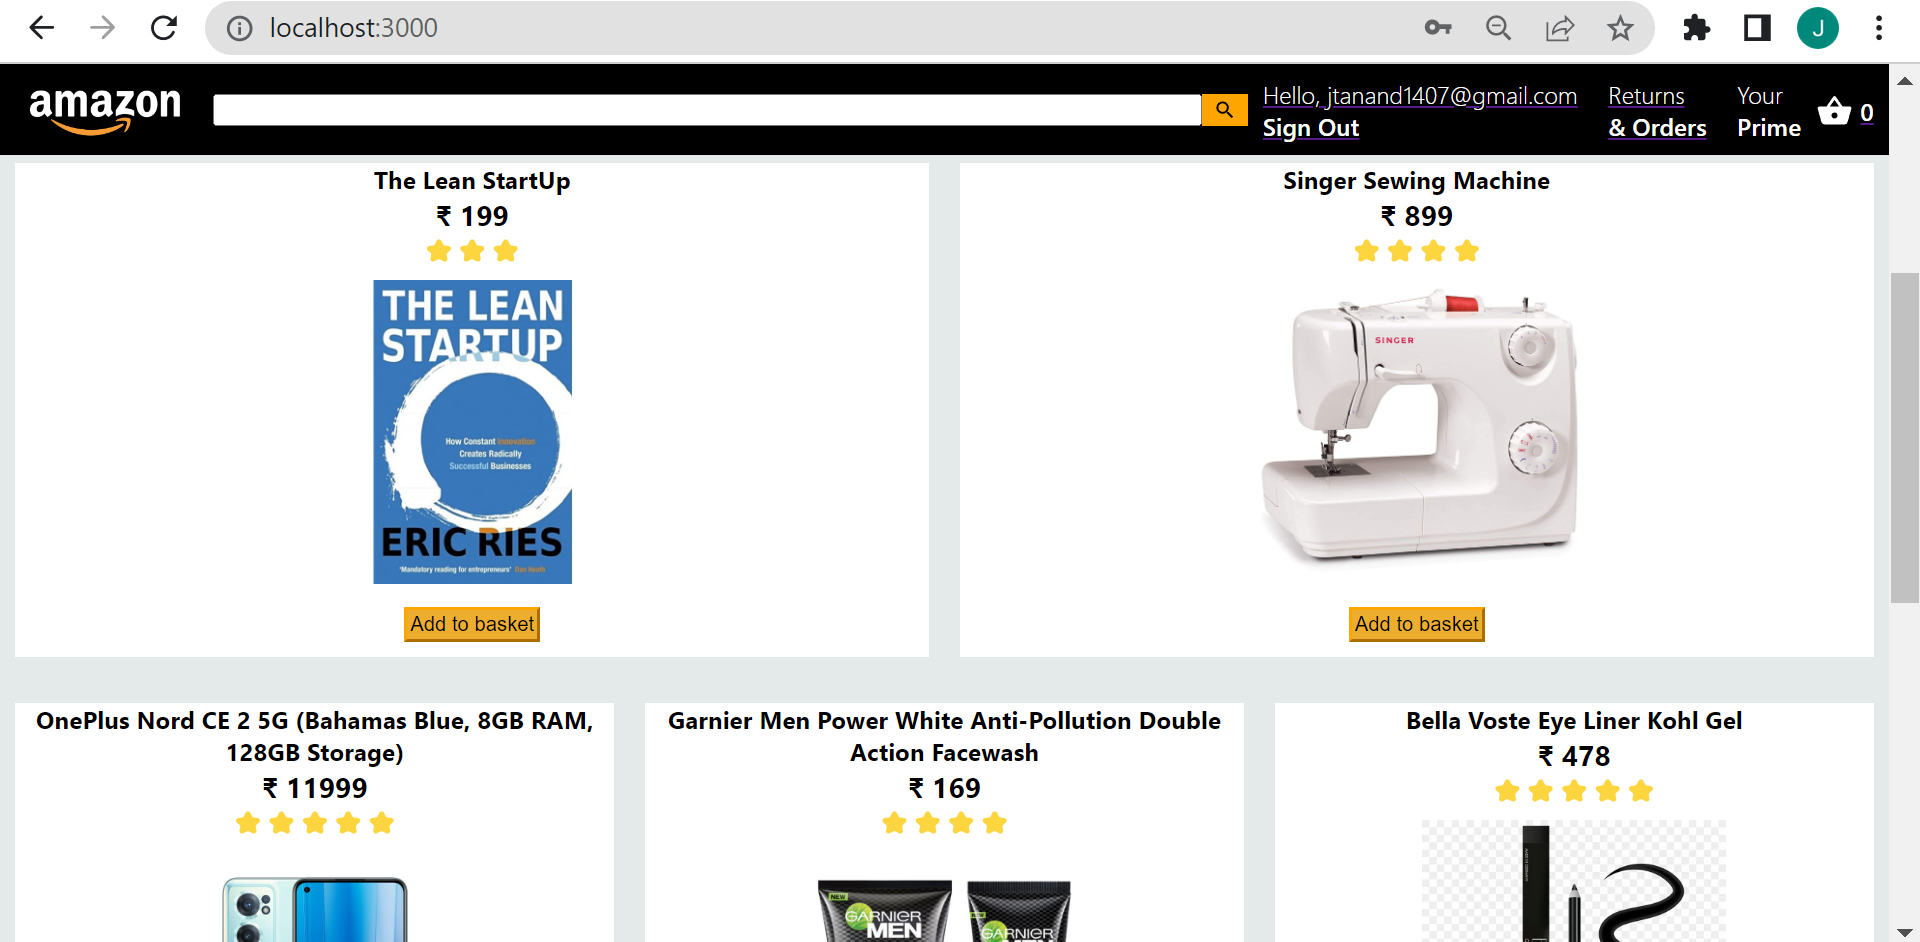 localhost:3000
J
amazon
Hello, jtanand1407@gmail.com
Sign Out
Returns
& Orders
Your
Prime
0
The Lean StartUp
₹ 199
THE LEAN
STARTUP
How Constant Innovation
Creates Radically
Successful Businesses
ERIC RIES
'Mandatory reading for entrepreneurs' Dan Heath
Add to basket
Singer Sewing Machine
₹ 899
SINGER
Add to basket
OnePlus Nord CE 2 5G (Bahamas Blue, 8GB RAM,
128GB Storage)
₹ 11999
Garnier Men Power White Anti-Pollution Double
Action Facewash
₹ 169
NEW
GARNIER
MEN
NEW
GARNIER
MEN
Bella Voste Eye Liner Kohl Gel
₹ 478